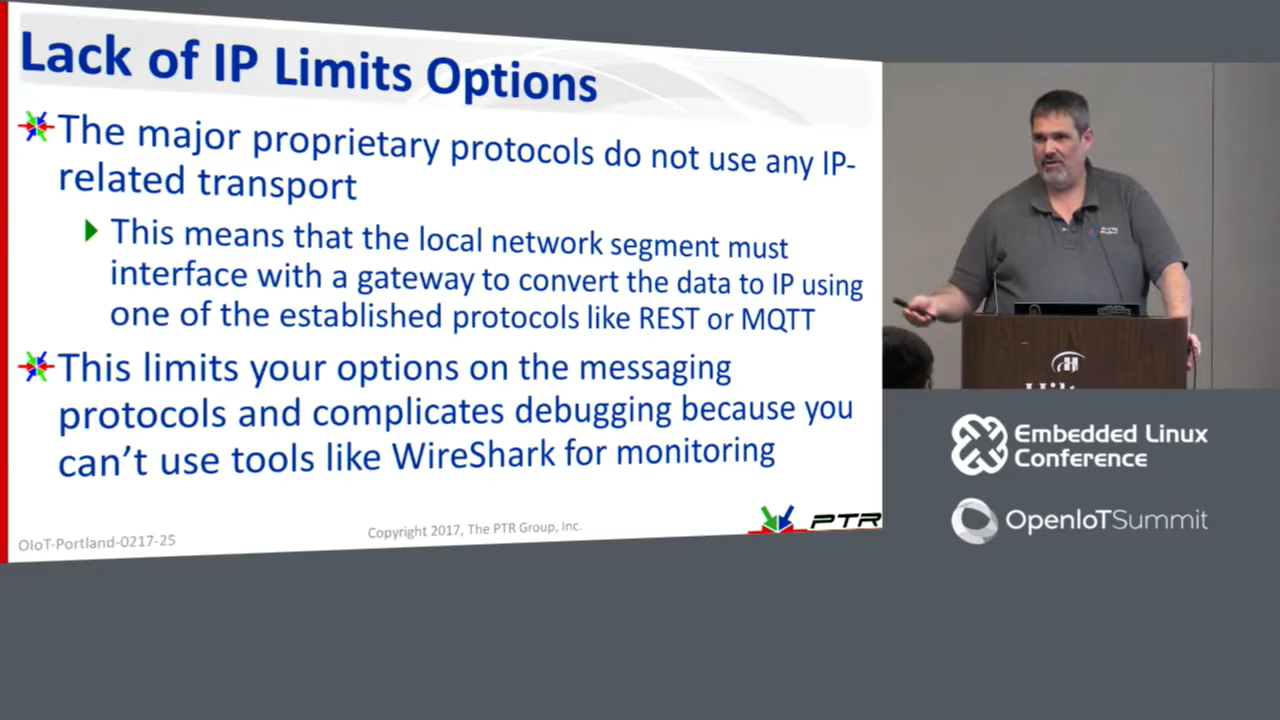 Lack of IP Limits Options
The major proprietary protocols do not use any IP-
related transport
This means that the local network segment must
interface with a gateway to convert the data to IP using
one of the established protocols like REST or MQTT
This limits your options on the messaging
protocols and complicates debugging because you
can't use tools like WireShark for monitoring
OIoT-Portland-0217-25
Copyright 2017, The PTR Group, Inc.
PTR
Embedded Linux
Conference
OpenIoTSummit